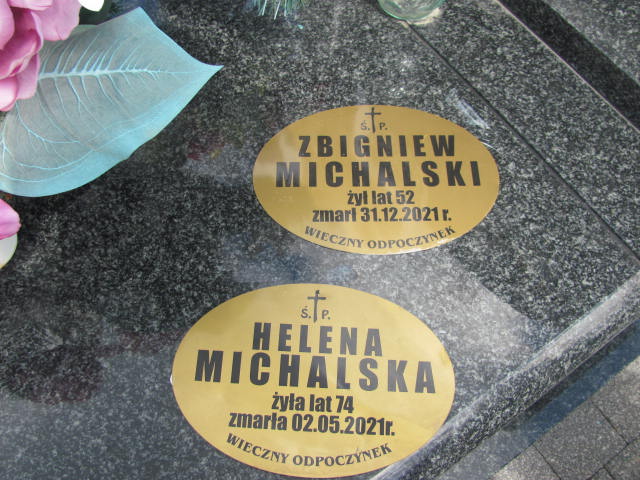 Ś. P.
ZBIGNIEW
MICHALSKI
żył lat 52
zmarł 31.12.2021 r.
WIECZNY ODPOCZYNEK
Ś. P.
HELENA
MICHALSKA
żyła lat 74
zmarła 02.05.2021r.
WIECZNY ODPOCZYNEK